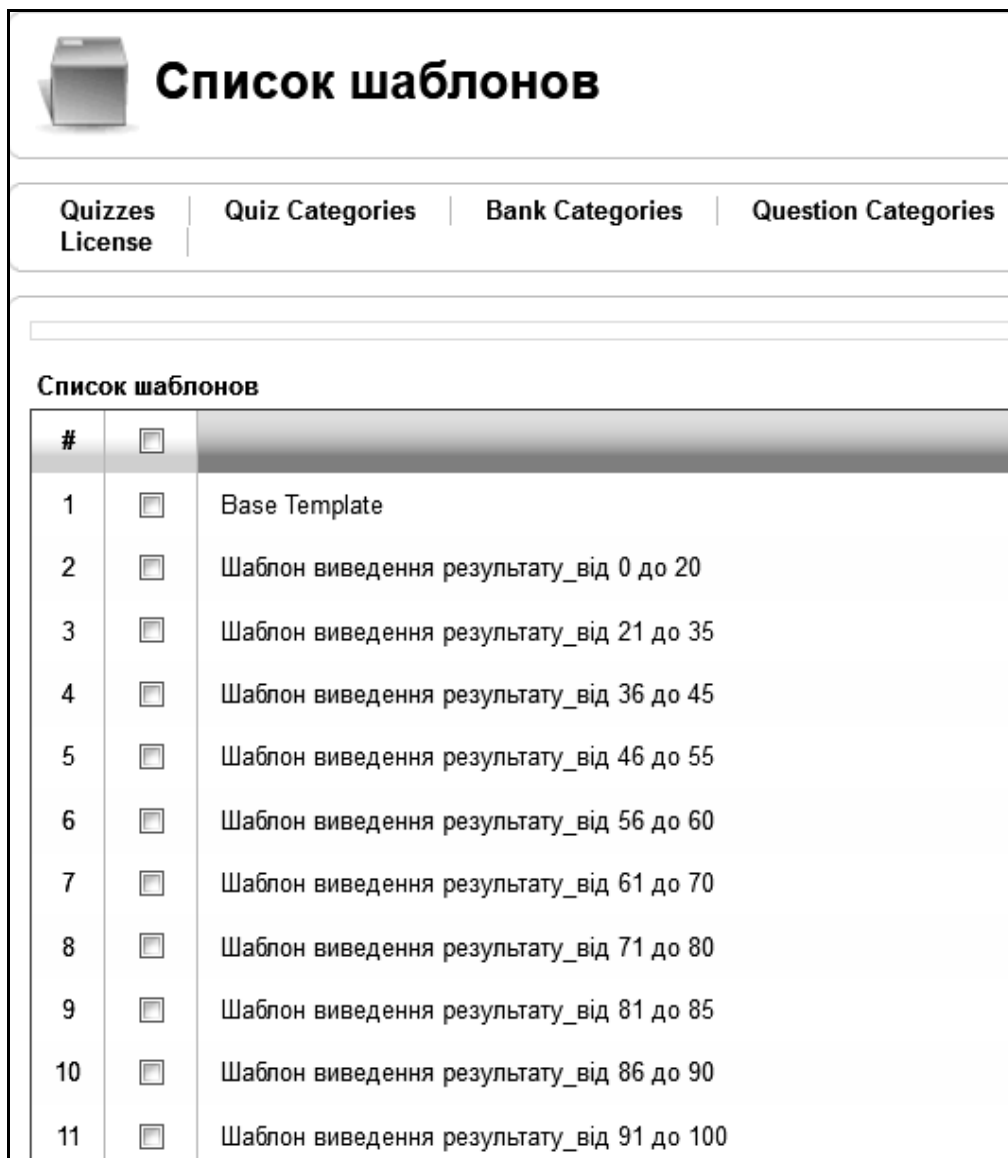 Список шаблонов
Quizzes Quiz Categories Bank Categories Question Categories
License
Список шаблонов
#
1 Base Template
2 Шаблон виведення результату_від 0 до 20
3 Шаблон виведення результату_від 21 до 35
4 Шаблон виведення результату_від 36 до 45
5 Шаблон виведення результату_від 46 до 55
6 Шаблон виведення результату_від 56 до 60
7 Шаблон виведення результату_від 61 до 70
8 Шаблон виведення результату_від 71 до 80
9 Шаблон виведення результату_від 81 до 85
10 Шаблон виведення результату_від 86 до 90
11 Шаблон виведення результату_від 91 до 100